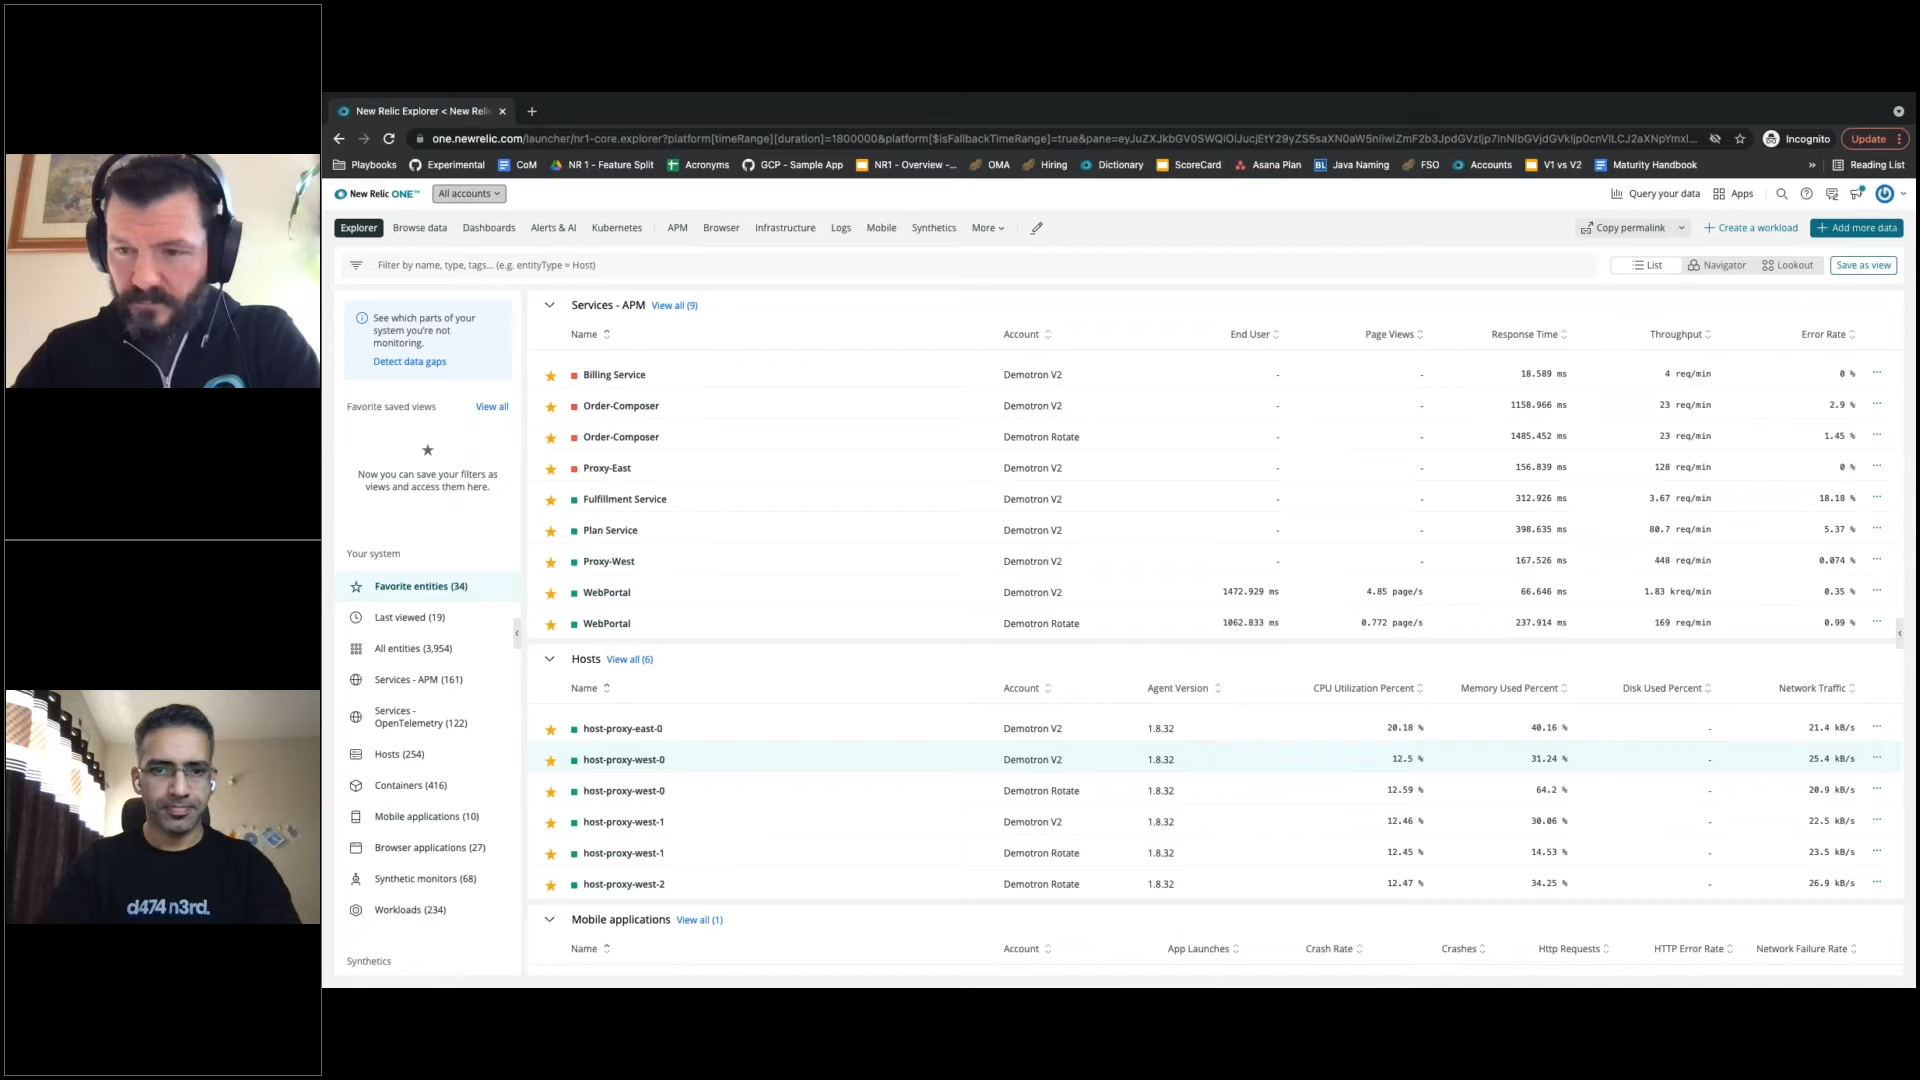 d474 n3rd.
New Relic Explorer < New Relic
one.newrelic.com/launcher/nr1-core.explorer?platform[timeRange][duration]=1800000&platform[$isFallbackTimeRange]=true&pane=
Incognito
Update
Playbooks
Experimental
CoM
NR 1 - Feature Split
Acronyms
GCP - Sample App
NR1 - Overview -...
OMA
Hiring
Dictionary
ScoreCard
Asana Plan
BL Java Naming
FSO
Accounts
V1 vs V2
Maturity Handbook
»
Reading List
New Relic ONE™
All accounts
Query your data
Apps
Explorer
Browse data
Dashboards
Alerts & AI
Kubernetes
APM
Browser
Infrastructure
Logs
Mobile
Synthetics
More
Copy permalink
+ Create a workload
+ Add more data
Filter by name, type, tags... (e.g. entityType = Host)
List
Navigator
Lookout
Save as view
See which parts of your
system you're not
monitoring.
Detect data gaps
Favorite saved views View all
Now you can save your filters as
views and access them here.
Your system
Favorite entities (34)
Last viewed (19)
All entities (3,954)
Services - APM (161)
Services -
OpenTelemetry (122)
Hosts (254)
Containers (416)
Mobile applications (10)
Browser applications (27)
Synthetic monitors (68)
Workloads (234)
Synthetics
Services - APM View all (9)
Name Account End User Page Views Response Time Throughput Error Rate
Billing Service Demotron V2 - - 18.589 ms 4 req/min 0 % ...
Order-Composer Demotron V2 - - 1158.966 ms 23 req/min 2.9 % ...
Order-Composer Demotron Rotate - - 1485.452 ms 23 req/min 1.45 % ...
Proxy-East Demotron V2 - - 156.839 ms 128 req/min 0 % ...
Fulfillment Service Demotron V2 - - 312.926 ms 3.67 req/min 18.18 % ...
Plan Service Demotron V2 - - 398.635 ms 80.7 req/min 5.37 % ...
Proxy-West Demotron V2 - - 167.526 ms 448 req/min 0.074 % ...
WebPortal Demotron V2 1472.929 ms 4.85 page/s 66.646 ms 1.83 kreq/min 0.35 % ...
WebPortal Demotron Rotate 1062.833 ms 0.772 page/s 237.914 ms 169 req/min 0.99 % ...
Hosts View all (6)
Name Account Agent Version CPU Utilization Percent Memory Used Percent Disk Used Percent Network Traffic
host-proxy-east-0 Demotron V2 1.8.32 20.18 % 40.16 % - 21.4 kB/s ...
host-proxy-west-0 Demotron V2 1.8.32 12.5 % 31.24 % - 25.4 kB/s ...
host-proxy-west-0 Demotron Rotate 1.8.32 12.59 % 64.2 % - 20.9 kB/s ...
host-proxy-west-1 Demotron V2 1.8.32 12.46 % 30.06 % - 22.5 kB/s ...
host-proxy-west-1 Demotron Rotate 1.8.32 12.45 % 14.53 % - 23.5 kB/s ...
host-proxy-west-2 Demotron Rotate 1.8.32 12.47 % 34.25 % - 26.9 kB/s ...
Mobile applications View all (1)
Name Account App Launches Crash Rate Crashes Http Requests HTTP Error Rate Network Failure Rate